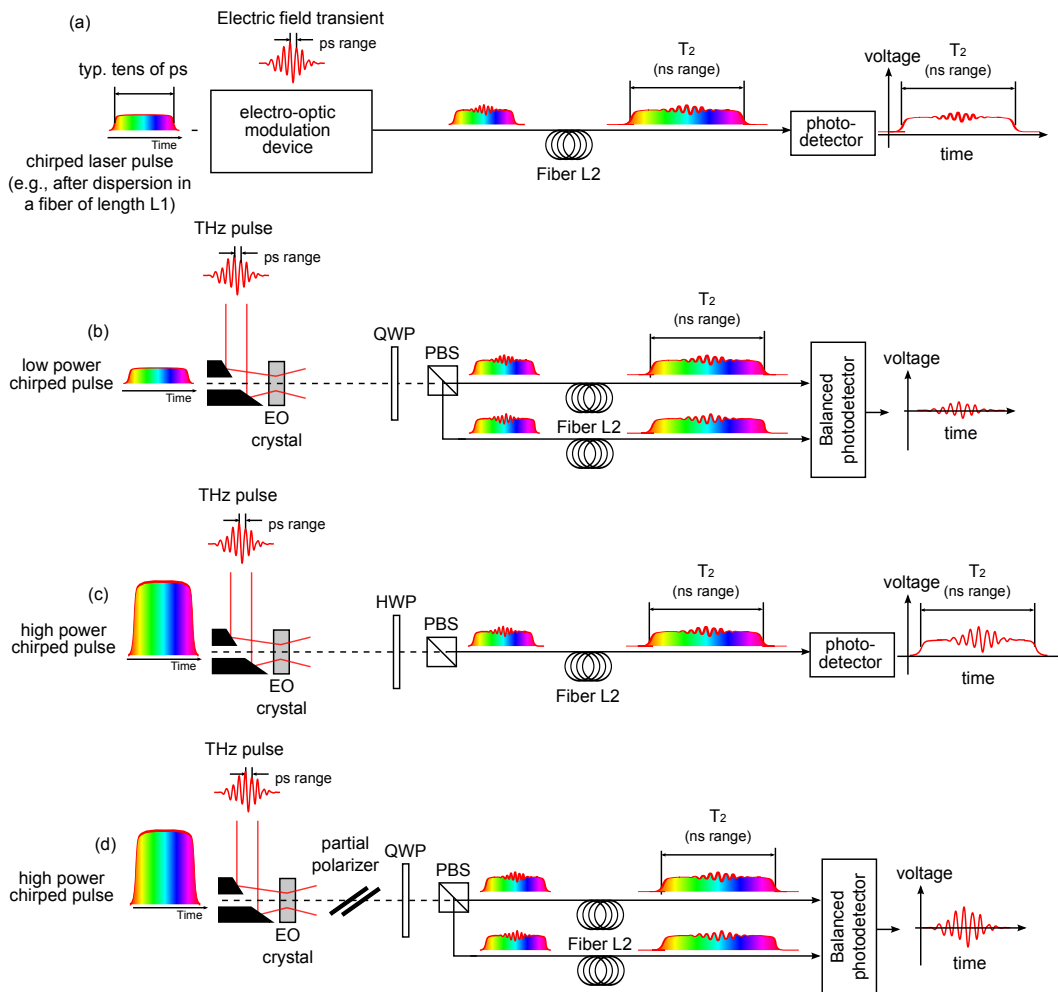 (a)
Electric field transient
ps range
typ. tens of ps
Time
chirped laser pulse
(e.g., after dispersion in
a fiber of length L1)
electro-optic
modulation
device
Fiber L2
T2
(ns range)
photo-
detector
voltage
T2
(ns range)
time
(b)
THz pulse
ps range
low power
chirped pulse
Time
EO
crystal
QWP
PBS
Fiber L2
Fiber L2
T2
(ns range)
Balanced
photodetector
voltage
time
(c)
THz pulse
ps range
high power
chirped pulse
Time
EO
crystal
HWP
PBS
Fiber L2
T2
(ns range)
photo-
detector
voltage
T2
(ns range)
time
(d)
THz pulse
ps range
high power
chirped pulse
Time
EO
crystal
partial
polarizer
QWP
PBS
Fiber L2
Fiber L2
T2
(ns range)
Balanced
photodetector
voltage
time